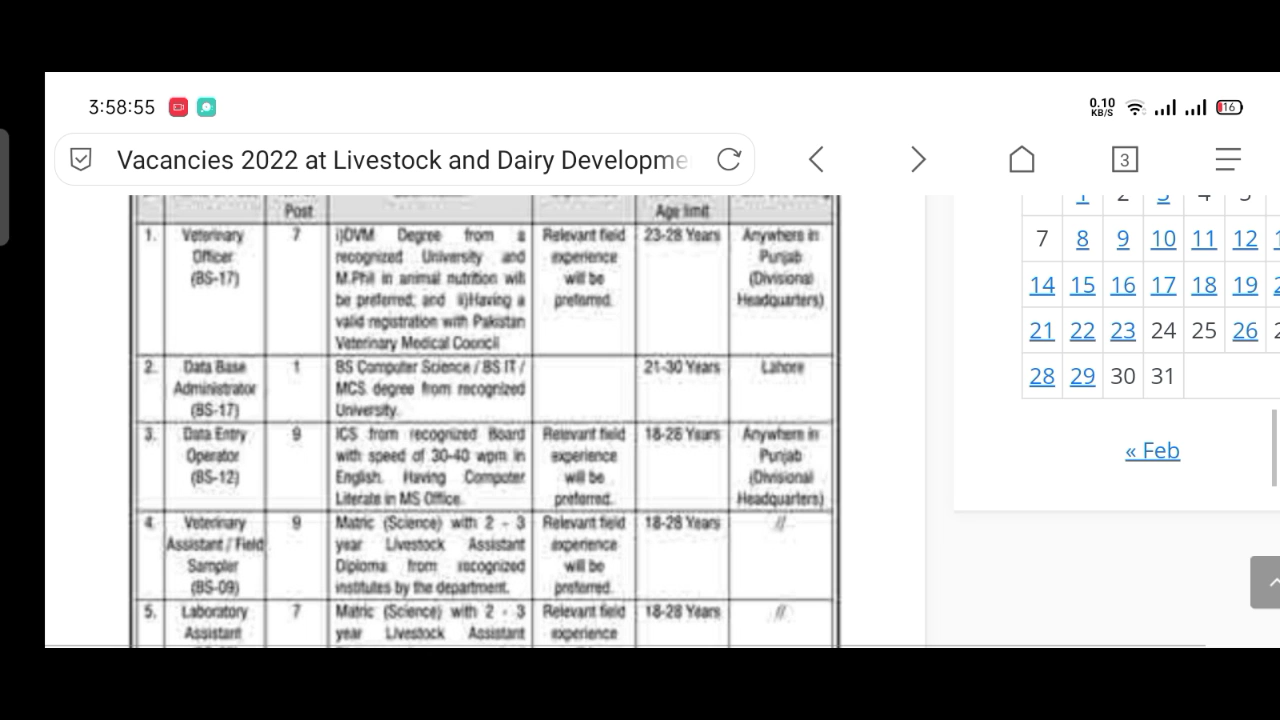 3:58:55
0.10
KB/S
16
Vacancies 2022 at Livestock and Dairy Developme
3
Post
Age limit
1.
Veterinary
Officer
(BS-17)
7
i)DVM Degree from a
recognized University and
M.Phil in animal nutrition will
be preferred; and ii)Having a
valid registration with Pakistan
Veterinary Medical Council
Relevant field
experience
will be
preferred.
23-28 Years
Anywhere in
Punjab
(Divisional
Headquarters)
2.
Data Base
Administrator
(BS-17)
1
BS Computer Science / BS IT /
MCS degree from recognized
University.
21-30 Years
Lahore
3.
Data Entry
Operator
(BS-12)
9
ICS from recognized Board
with speed of 30-40 wpm in
English. Having Computer
Literate in MS Office.
Relevant field
experience
will be
preferred.
18-28 Years
Anywhere in
Punjab
(Divisional
Headquarters)
4.
Veterinary
Assistant / Field
Sampler
(BS-09)
9
Matric (Science) with 2 - 3
year Livestock Assistant
Diploma from recognized
institutes by the department.
Relevant field
experience
will be
preferred.
18-28 Years
//
5.
Laboratory
Assistant
7
Matric (Science) with 2 - 3
year Livestock Assistant
Relevant field
experience
18-28 Years
//
1 2 3 4 5
7 8 9 10 11 12
14 15 16 17 18 19
21 22 23 24 25 26
28 29 30 31
« Feb